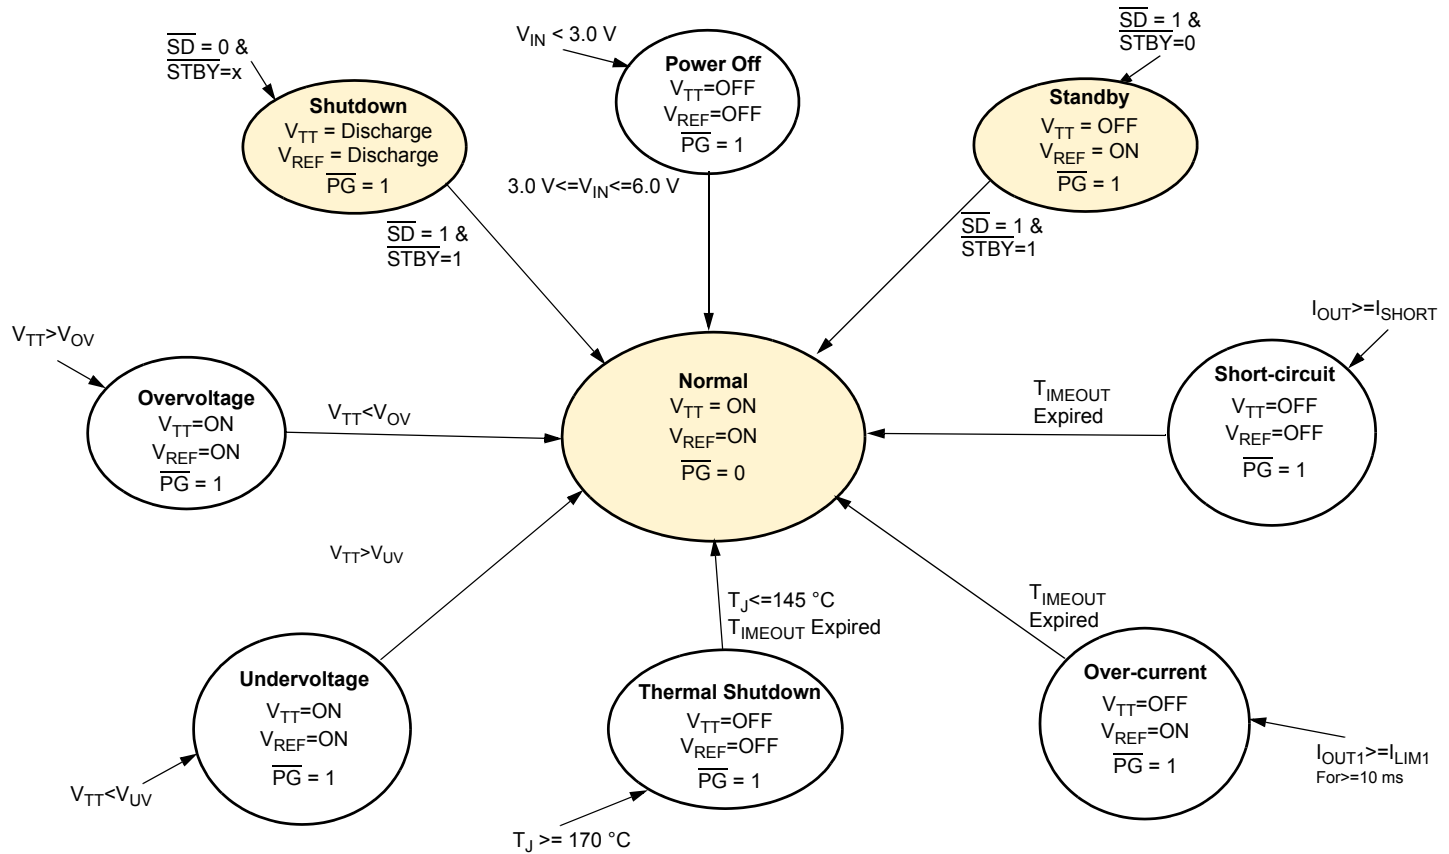 SD = 0 &
STBY=x
Shutdown
VTT = Discharge
VREF = Discharge
PG = 1
SD = 1 &
STBY=1
VIN < 3.0 V
Power Off
VTT=OFF
VREF=OFF
PG = 1
3.0 V<=VIN<=6.0 V
SD = 1 &
STBY=0
Standby
VTT = OFF
VREF = ON
PG = 1
SD = 1 &
STBY=1
VTT>VOV
Overvoltage
VTT=ON
VREF=ON
PG = 1
VTT<VOV
Normal
VTT = ON
VREF=ON
PG = 0
IOUT>=ISHORT
Short-circuit
VTT=OFF
VREF=OFF
PG = 1
TIMEOUT
Expired
VTT>VUV
Undervoltage
VTT=ON
VREF=ON
PG = 1
VTT<VUV
TJ<=145 °C
TIMEOUT Expired
Thermal Shutdown
VTT=OFF
VREF=OFF
PG = 1
TJ >= 170 °C
TIMEOUT
Expired
Over-current
VTT=OFF
VREF=ON
PG = 1
IOUT1>=ILIM1
For>=10 ms